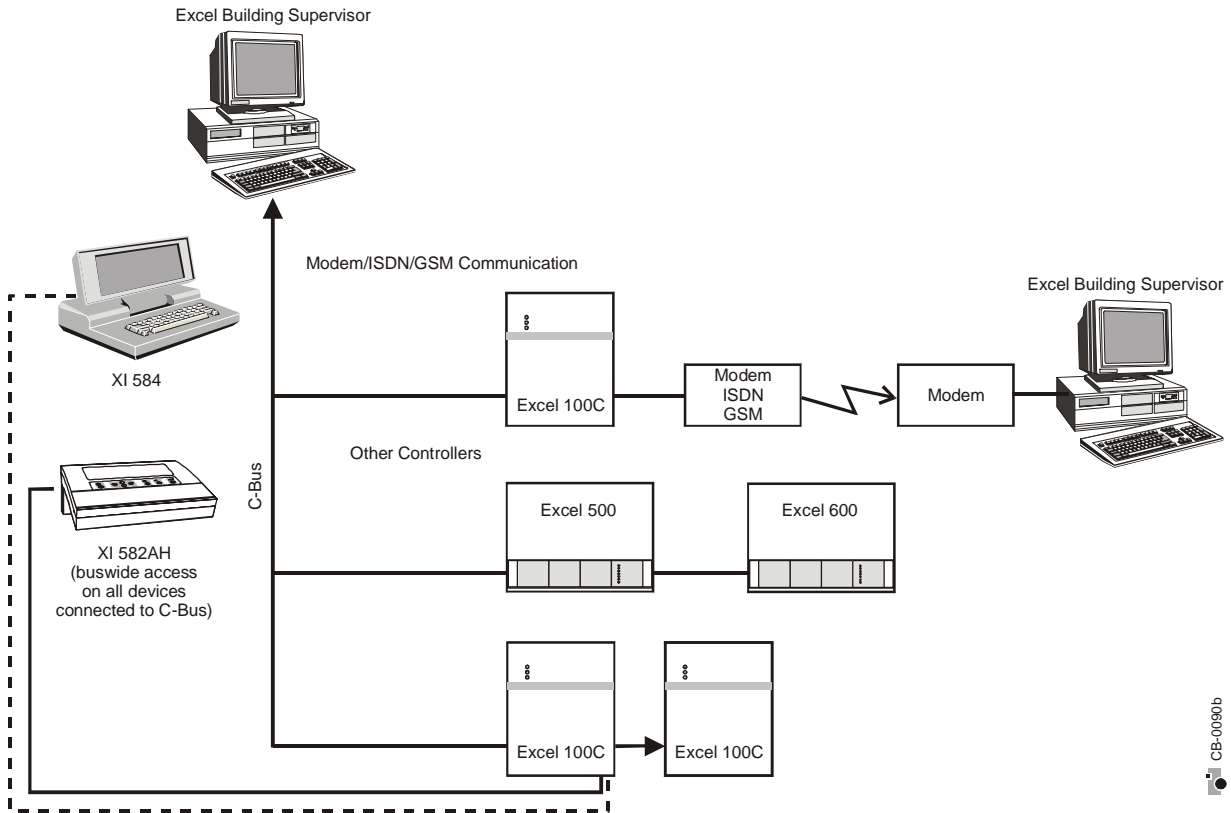 Excel Building Supervisor
Modem/ISDN/GSM Communication
Excel Building Supervisor
XI 584
Excel 100C
Modem
ISDN
GSM
Modem
Other Controllers
C-Bus
Excel 500
Excel 600
XI 582AH
(buswide access
on all devices
connected to C-Bus)
Excel 100C
Excel 100C
CB-0090b